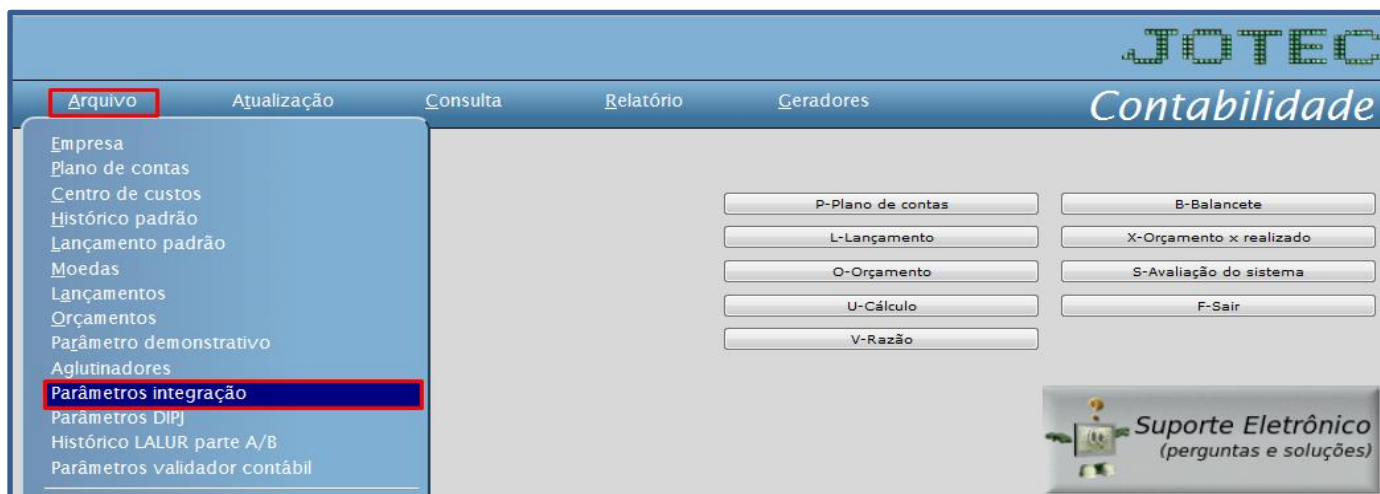 JOTEC
Arquivo Atualização Consulta Relatório Geradores Contabilidade
Empresa
Plano de contas
Centro de custos
Histórico padrão
Lançamento padrão
Moedas
Lançamentos
Orçamentos
Parâmetro demonstrativo
Aglutinadores
Parâmetros integração
Parâmetros DIPJ
Histórico LALUR parte A/B
Parâmetros validador contábil
P-Plano de contas B-Balancete
L-Lançamento X-Orçamento x realizado
O-Orçamento S-Avaliação do sistema
U-Cálculo F-Sair
V-Razão
Suporte Eletrônico
(perguntas e soluções)